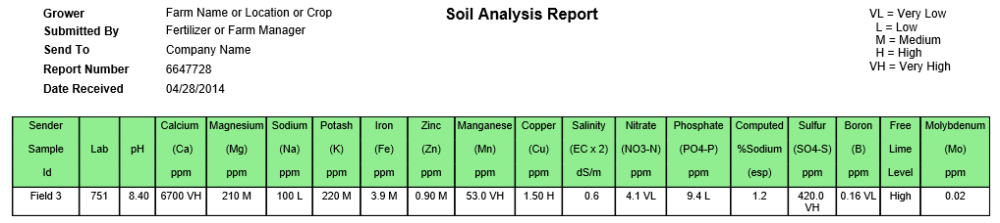 Soil Analysis Report
Grower Farm Name or Location or Crop
Submitted By Fertilizer or Farm Manager
Send To Company Name
Report Number 6647728
Date Received 04/28/2014
VL = Very Low
L = Low
M = Medium
H = High
VH = Very High
Sender Calcium Magnesium Sodium Potash Iron Zinc Manganese Copper Salinity Nitrate Phosphate Computed Sulfur Boron Free Molybdenum
Sample Lab pH (Ca) (Mg) (Na) (K) (Fe) (Zn) (Mn) (Cu) (EC x 2) (NO3-N) (PO4-P) %Sodium (SO4-S) (B) Lime (Mo)
Id ppm ppm ppm ppm ppm ppm ppm ppm dS/m ppm ppm (esp) ppm ppm Level ppm
Field 3 751 8.40 6700 VH 210 M 100 L 220 M 3.9 M 0.90 M 53.0 VH 1.50 H 0.6 4.1 VL 9.4 L 1.2 420.0 0.16 VL High 0.02
VH